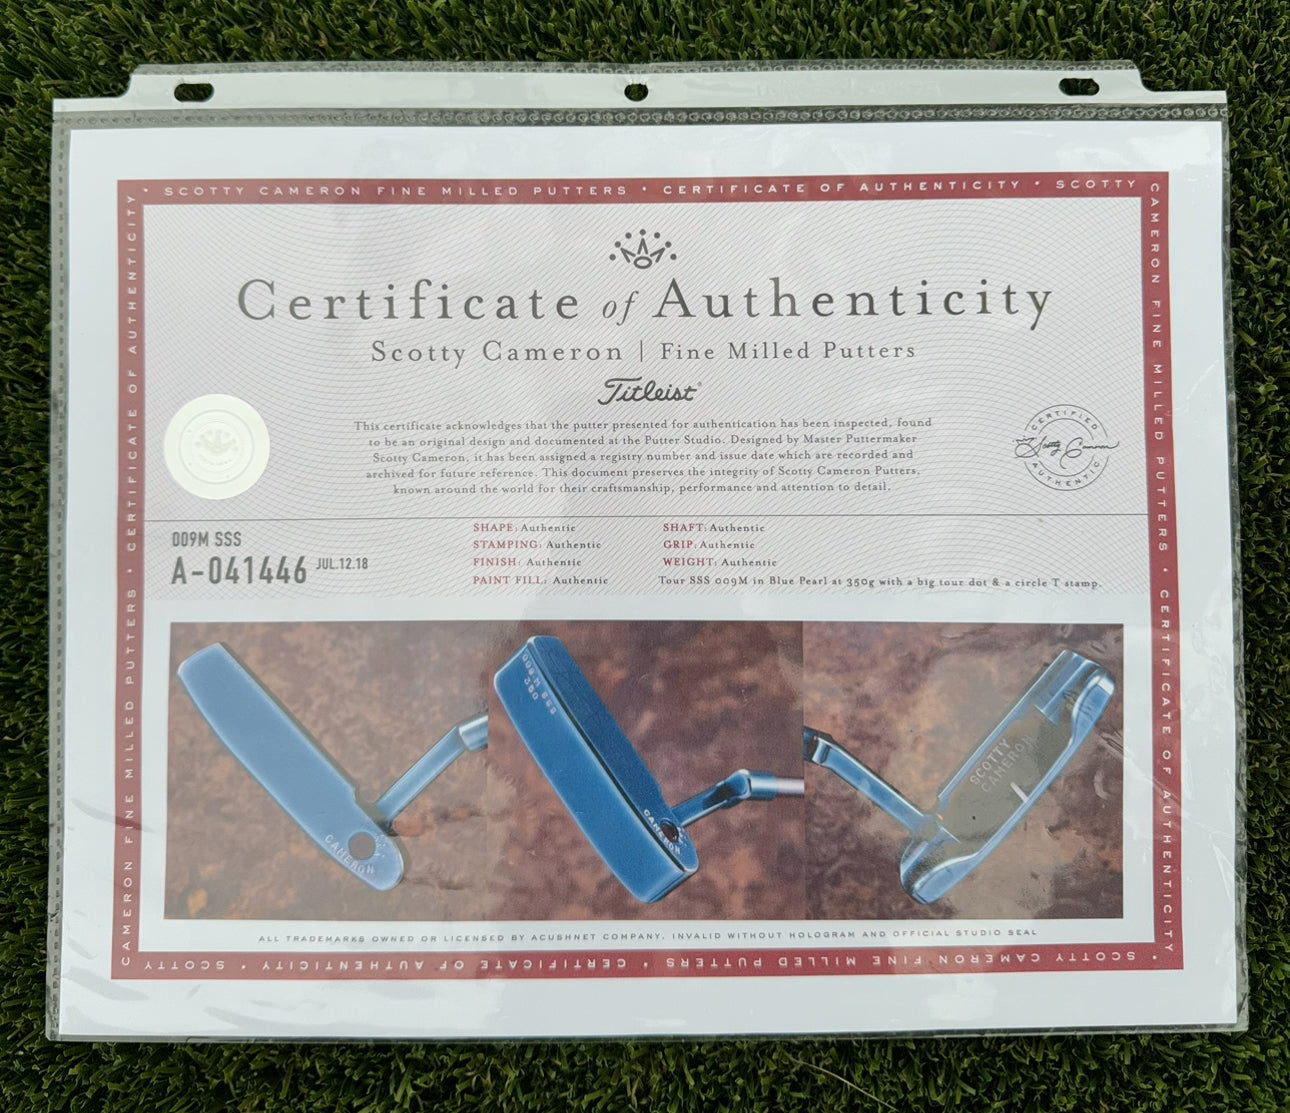 • SCOTTY CAMERON FINE MILLED PUTTERS • CERTIFICATE OF AUTHENTICITY • SCOTTY
CAMERON FINE MILLED PUTTERS • CERTIFICATE OF AUTHENTICITY
Certificate of Authenticity
Scotty Cameron | Fine Milled Putters
Titleist®
This certificate acknowledges that the putter presented for authentication has been inspected, found
to be an original design and documented at the Putter Studio. Designed by Master Puttermaker
Scotty Cameron, it has been assigned a registry number and issue date which are recorded and
archived for future reference. This document preserves the integrity of Scotty Cameron Putters,
known around the world for their craftsmanship, performance and attention to detail.
CERTIFIED
Scotty Cameron
AUTHENTIC
009M SSS
A-041446 JUL.12.18
SHAPE: Authentic
STAMPING: Authentic
FINISH: Authentic
PAINT FILL: Authentic
SHAFT: Authentic
GRIP: Authentic
WEIGHT: Authentic
Tour SSS 009M in Blue Pearl at 350g with a big tour dot & a circle T stamp.
CAMERON
009.M SSS
350
CAMERON
SCOTTY
CAMERON
ALL TRADEMARKS OWNED OR LICENSED BY ACUSHNET COMPANY. INVALID WITHOUT HOLOGRAM AND OFFICIAL STUDIO SEAL
• SCOTTY CAMERON FINE MILLED PUTTERS • CERTIFICATE OF AUTHENTICITY • SCOTTY
CAMERON FINE MILLED PUTTERS • CERTIFICATE OF AUTHENTICITY